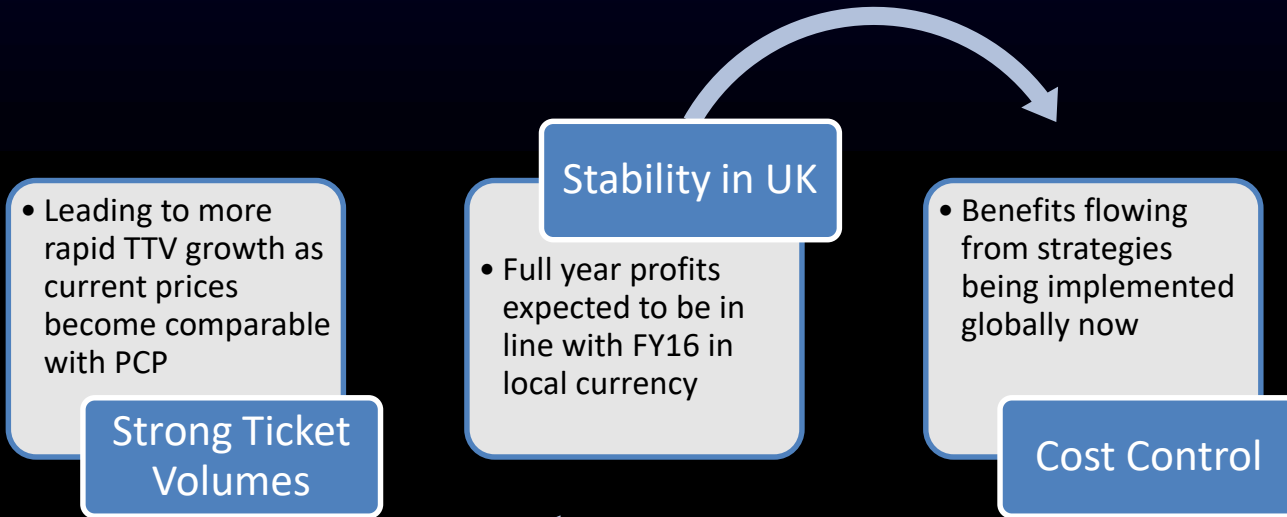 • Leading to more
rapid TTV growth as
current prices
become comparable
with PCP
Strong Ticket
Volumes
Stability in UK
• Full year profits
expected to be in
line with FY16 in
local currency
• Benefits flowing
from strategies
being implemented
globally now
Cost Control